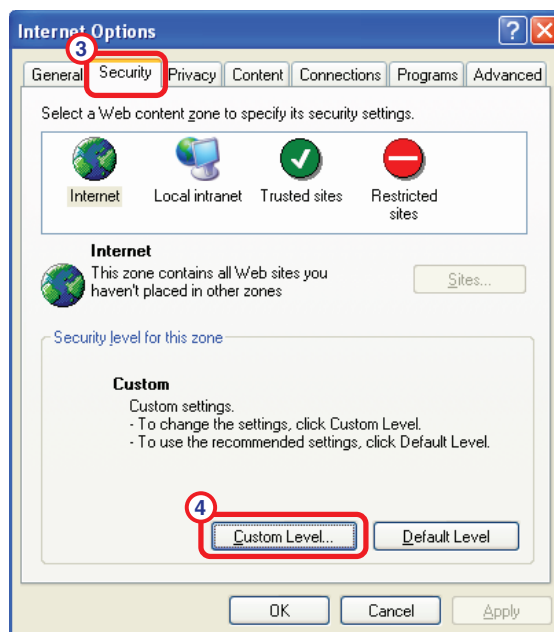 Internet Options
3
General Security Privacy Content Connections Programs Advanced
Select a Web content zone to specify its security settings.
Internet Local intranet Trusted sites Restricted sites
Internet
This zone contains all Web sites you
haven't placed in other zones
Sites...
Security level for this zone
Custom
Custom settings.
- To change the settings, click Custom Level.
- To use the recommended settings, click Default Level.
4
Custom Level... Default Level
OK Cancel Apply